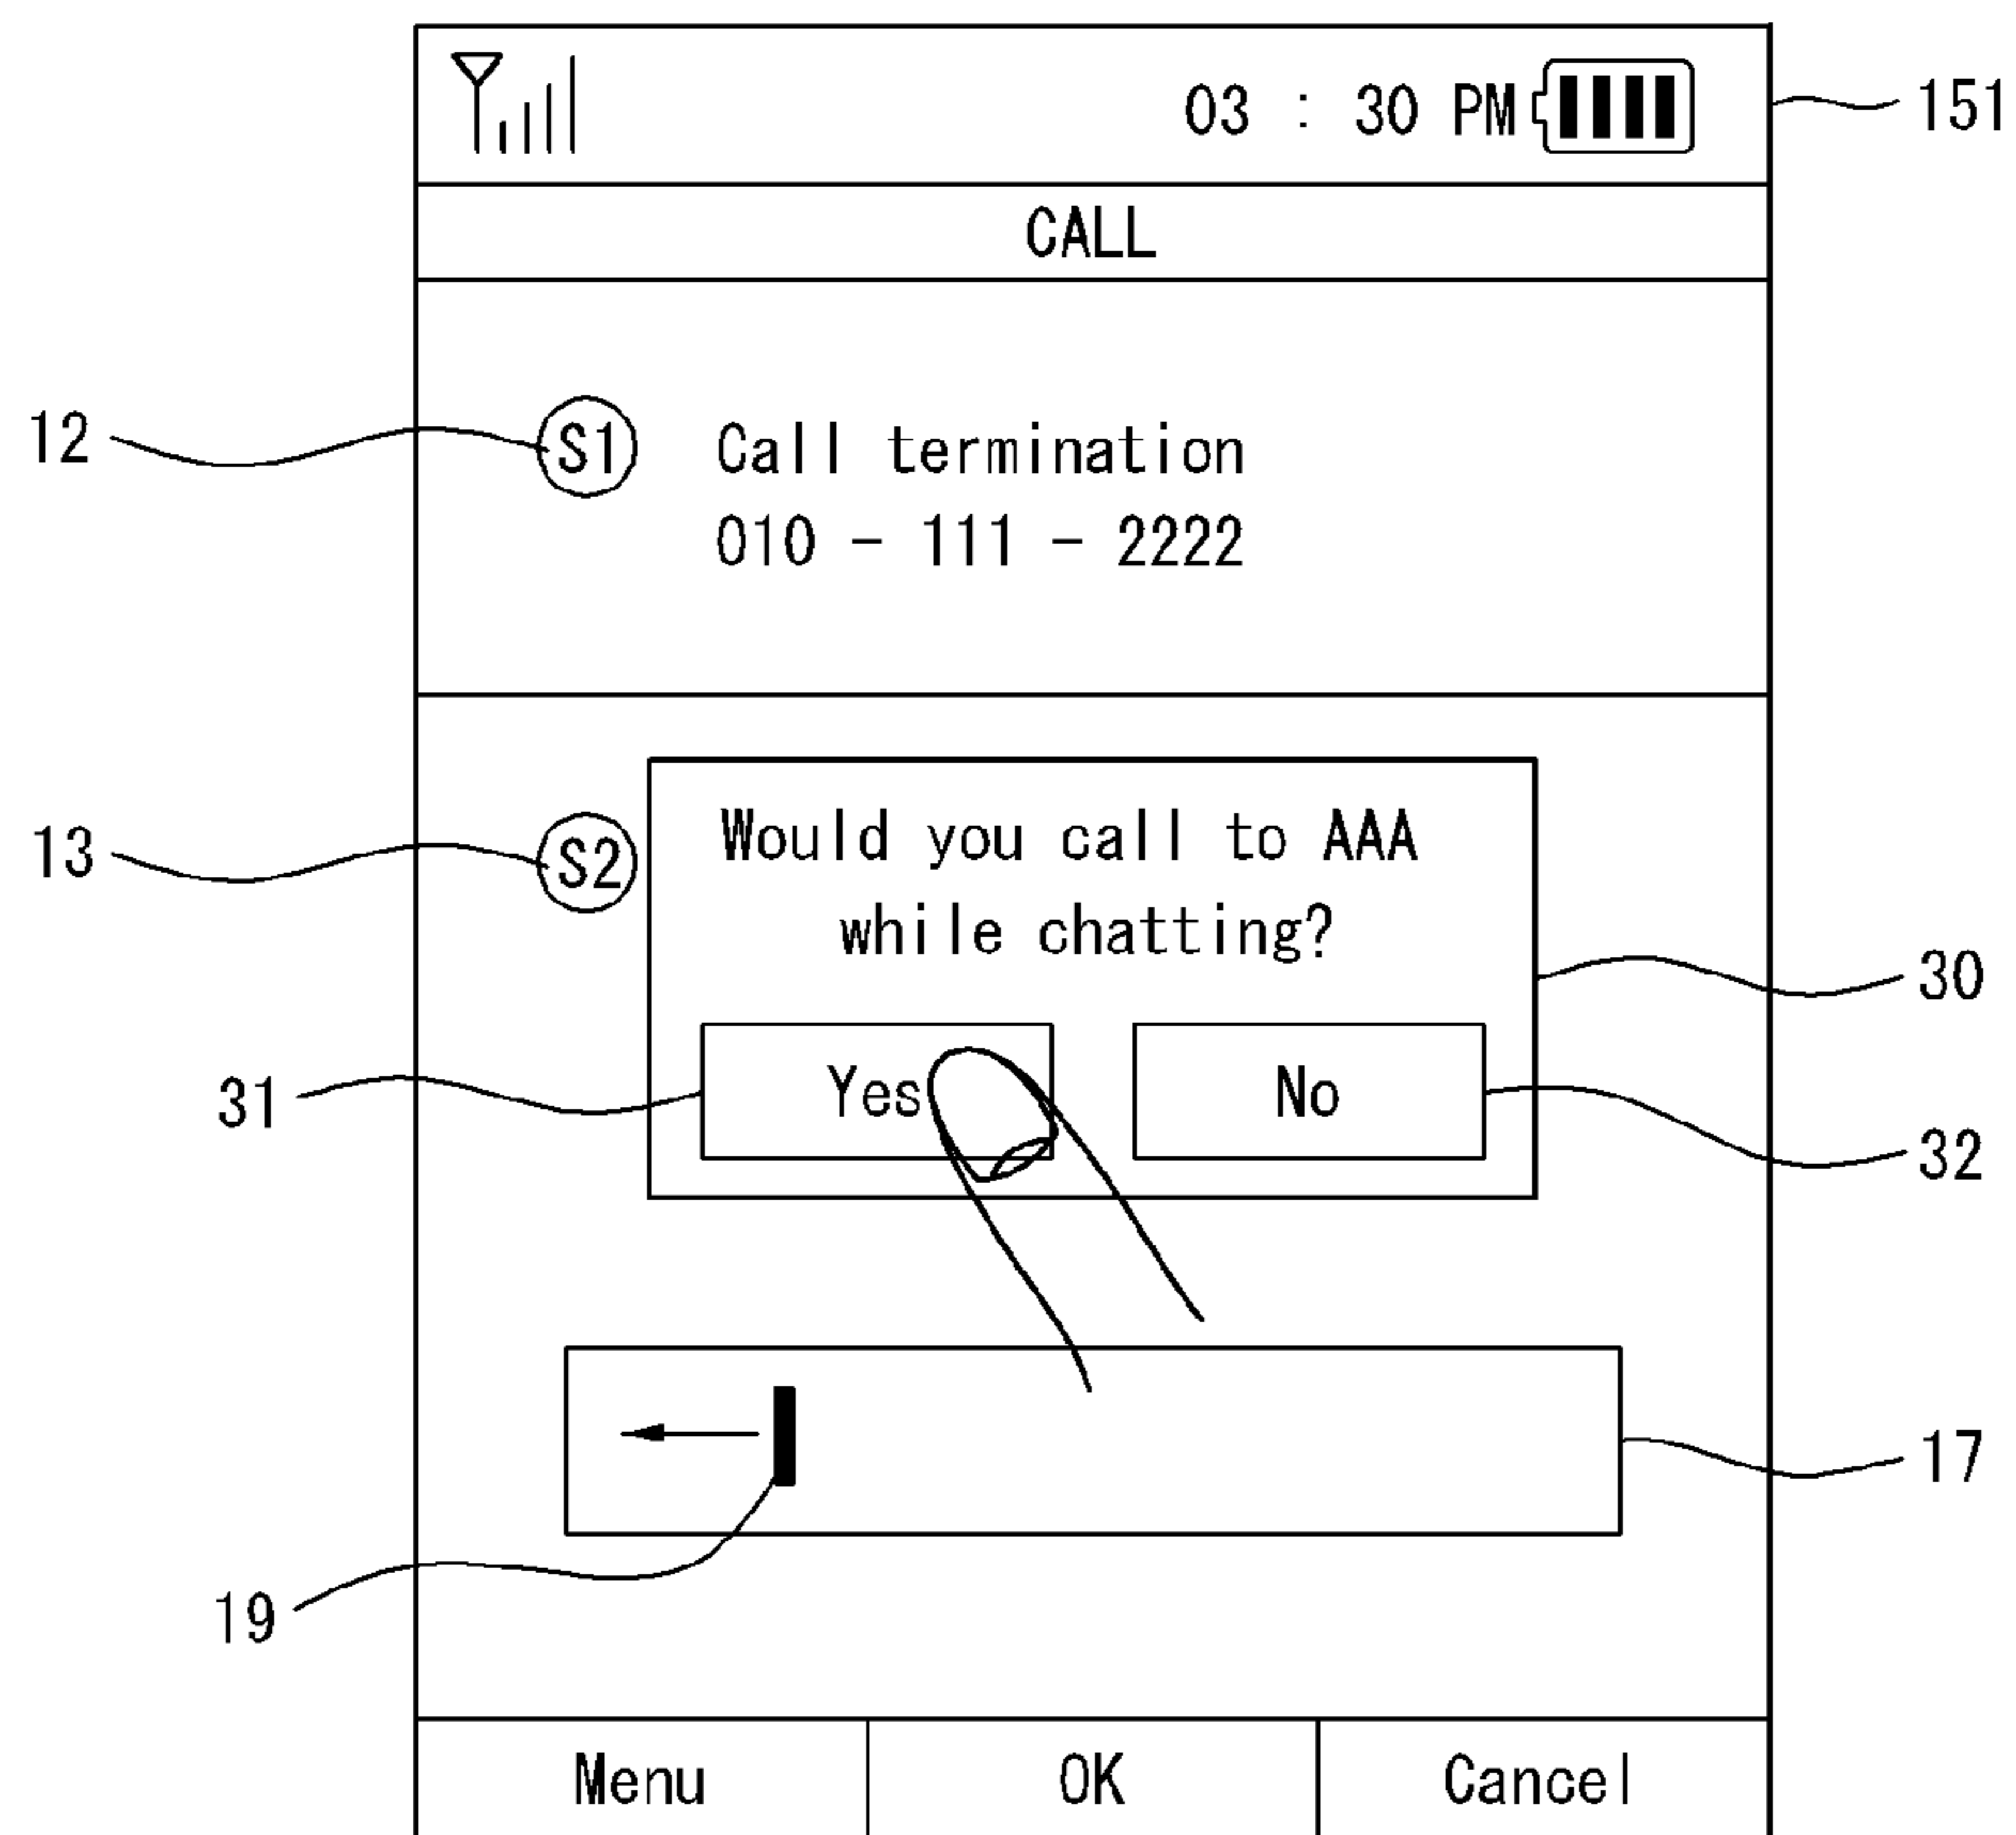 03 : 30 PM
151
CALL
12
S1
Call termination
010 - 111 - 2222
13
S2
Would you call to AAA
while chatting?
30
31
Yes
No
32
17
19
Menu
OK
Cancel